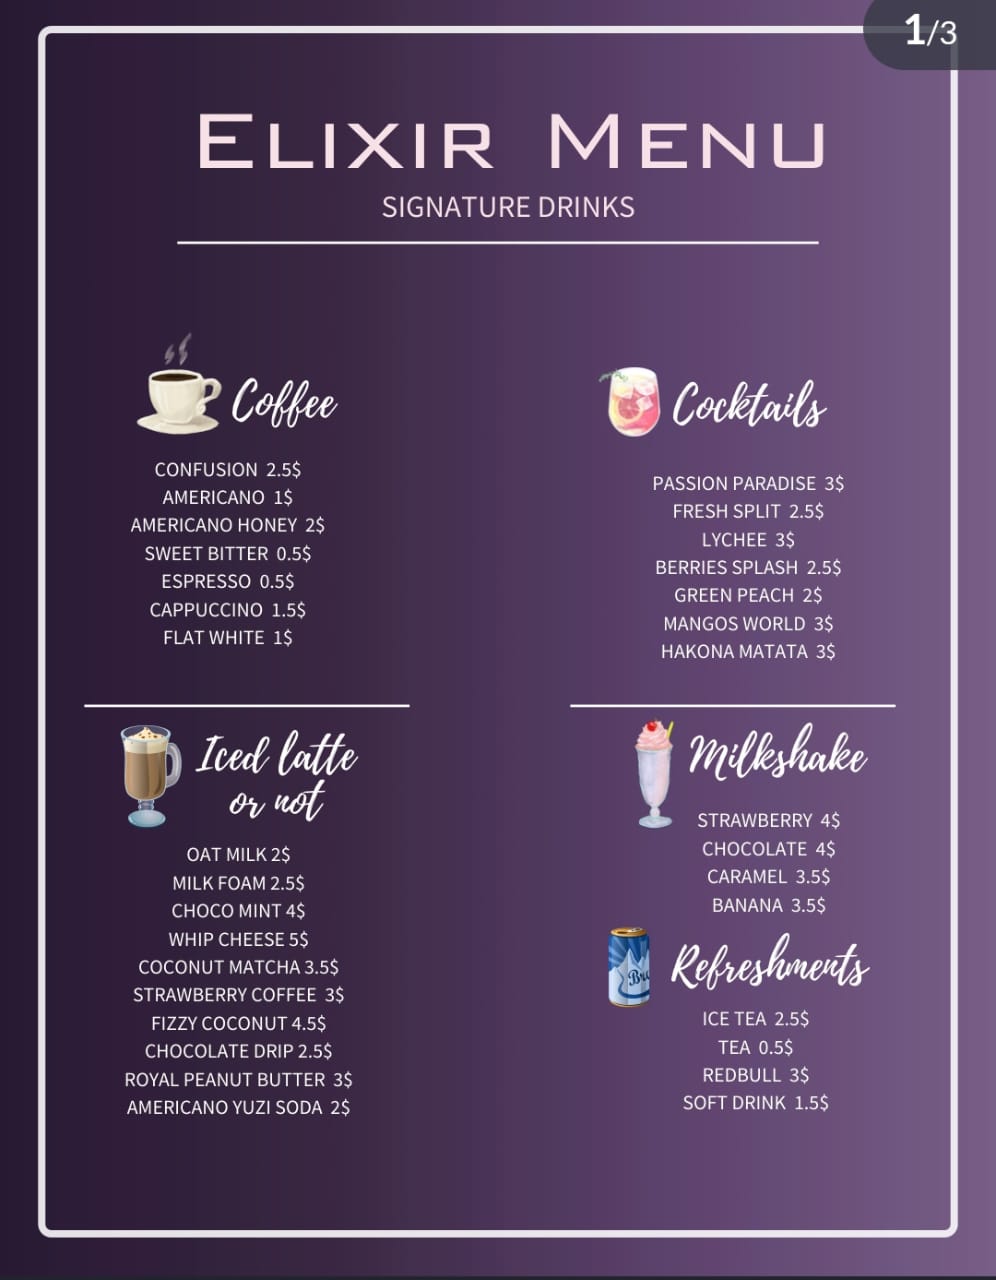 1/3
Elixir Menu
SIGNATURE DRINKS
Coffee
CONFUSION 2.5$
AMERICANO 1$
AMERICANO HONEY 2$
SWEET BITTER 0.5$
ESPRESSO 0.5$
CAPPUCCINO 1.5$
FLAT WHITE 1$
Cocktails
PASSION PARADISE 3$
FRESH SPLIT 2.5$
LYCHEE 3$
BERRIES SPLASH 2.5$
GREEN PEACH 2$
MANGOS WORLD 3$
HAKONA MATATA 3$
Iced latte
or not
OAT MILK 2$
MILK FOAM 2.5$
CHOCO MINT 4$
WHIP CHEESE 5$
COCONUT MATCHA 3.5$
STRAWBERRY COFFEE 3$
FIZZY COCONUT 4.5$
CHOCOLATE DRIP 2.5$
ROYAL PEANUT BUTTER 3$
AMERICANO YUZI SODA 2$
Milkshake
STRAWBERRY 4$
CHOCOLATE 4$
CARAMEL 3.5$
BANANA 3.5$
Refreshments
ICE TEA 2.5$
TEA 0.5$
REDBULL 3$
SOFT DRINK 1.5$